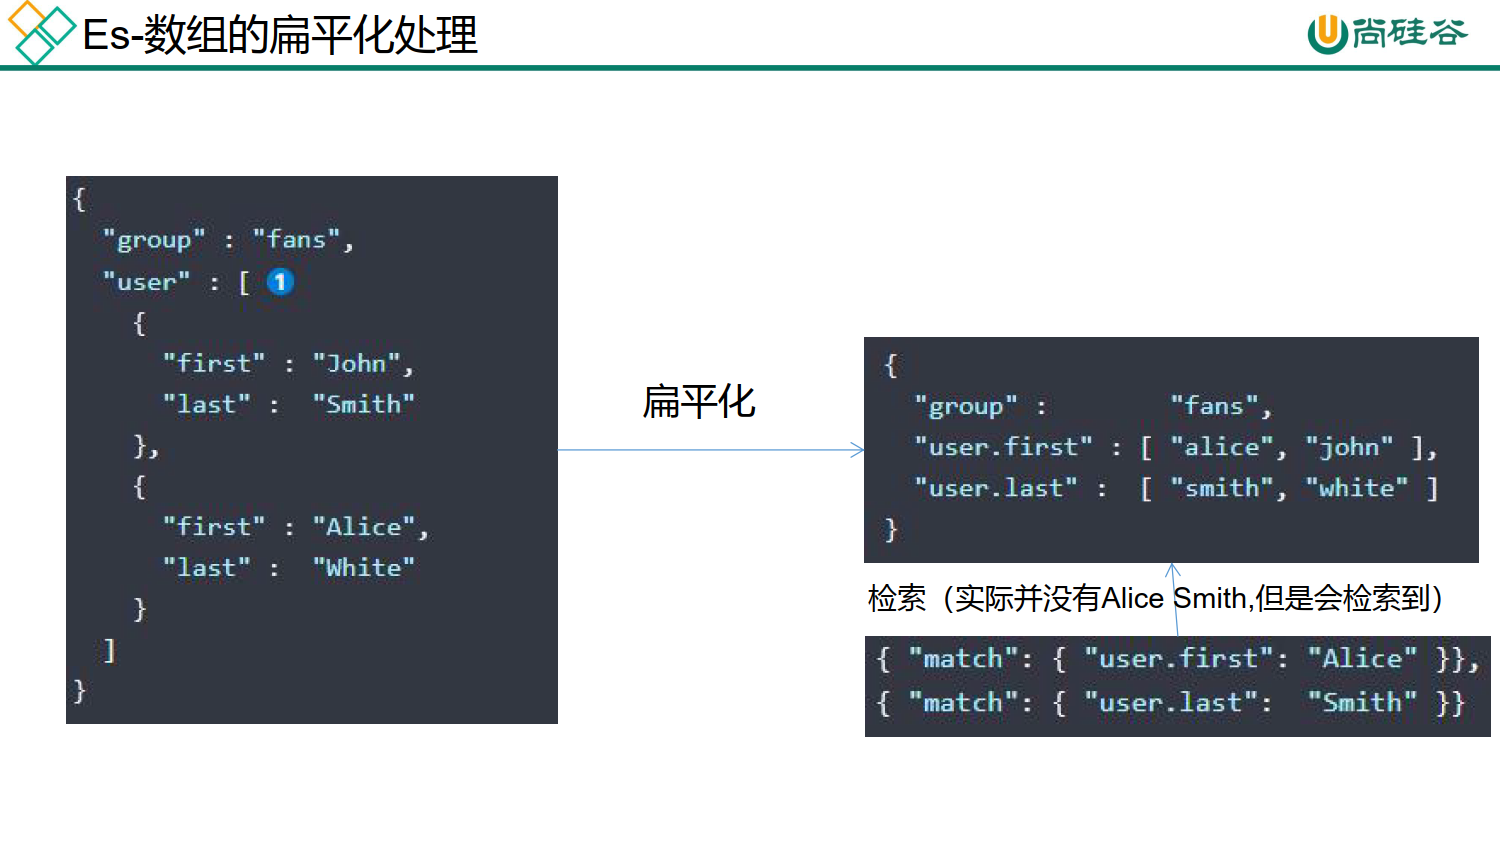 Es-数组的扁平化处理
尚硅谷
{
"group" : "fans",
"user" : [ 1
{
"first" : "John",
"last" : "Smith"
},
{
"first" : "Alice",
"last" : "White"
}
]
}
扁平化
{
"group" : "fans",
"user.first" : [ "alice", "john" ],
"user.last" : [ "smith", "white" ]
}
检索（实际并没有Alice Smith,但是会检索到）
{ "match": { "user.first": "Alice" }},
{ "match": { "user.last": "Smith" }}